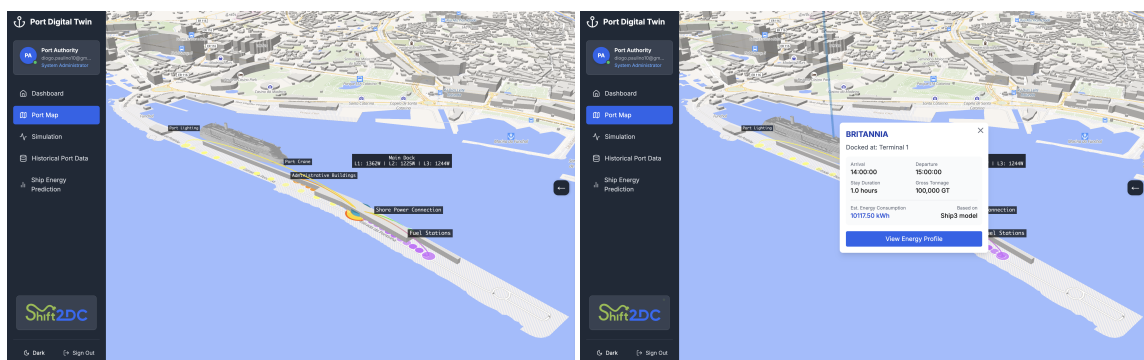 Port Digital Twin
PA
Port Authority
System Administrator
Dashboard
Port Map
Simulation
Historical Port Data
Ship Energy
Prediction
Shift2DC
Dark
Sign Out
Port Lighting
Port Crane
Main Dock
L1: 1362W | L2: 1225W | L3: 1244W
Administrative Buildings
Shore Power Connection
Fuel Stations
Port Digital Twin
PA
Port Authority
System Administrator
Dashboard
Port Map
Simulation
Historical Port Data
Ship Energy
Prediction
Shift2DC
Dark
Sign Out
Port Lighting
BRITANNIA
Docked at: Terminal 1
Arrival
Departure
14:00:00
15:00:00
Stay Duration
Gross Tonnage
1.0 hours
100,000 GT
Est. Energy Consumption
Based on
10117.50 kWh
Ship3 model
View Energy Profile
| L3: 1244W
onnection
el Stations